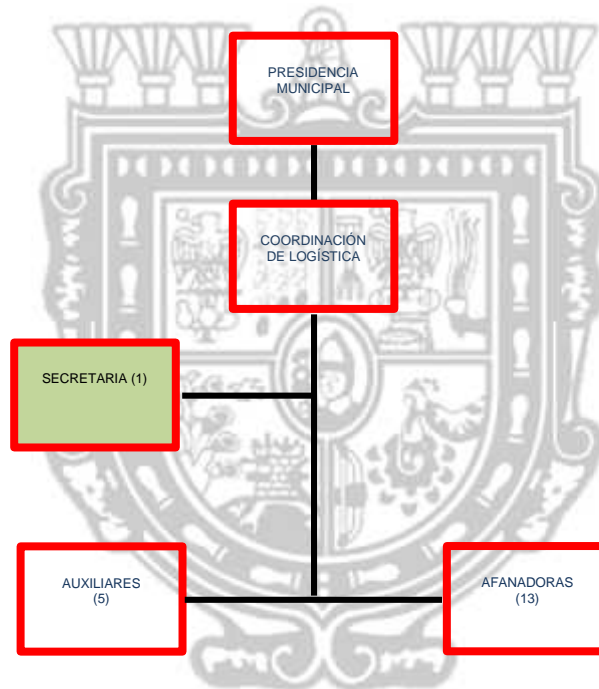 PRESIDENCIA
MUNICIPAL
COORDINACIÓN
DE LOGÍSTICA
SECRETARIA (1)
AUXILIARES
(5)
AFANADORAS
(13)